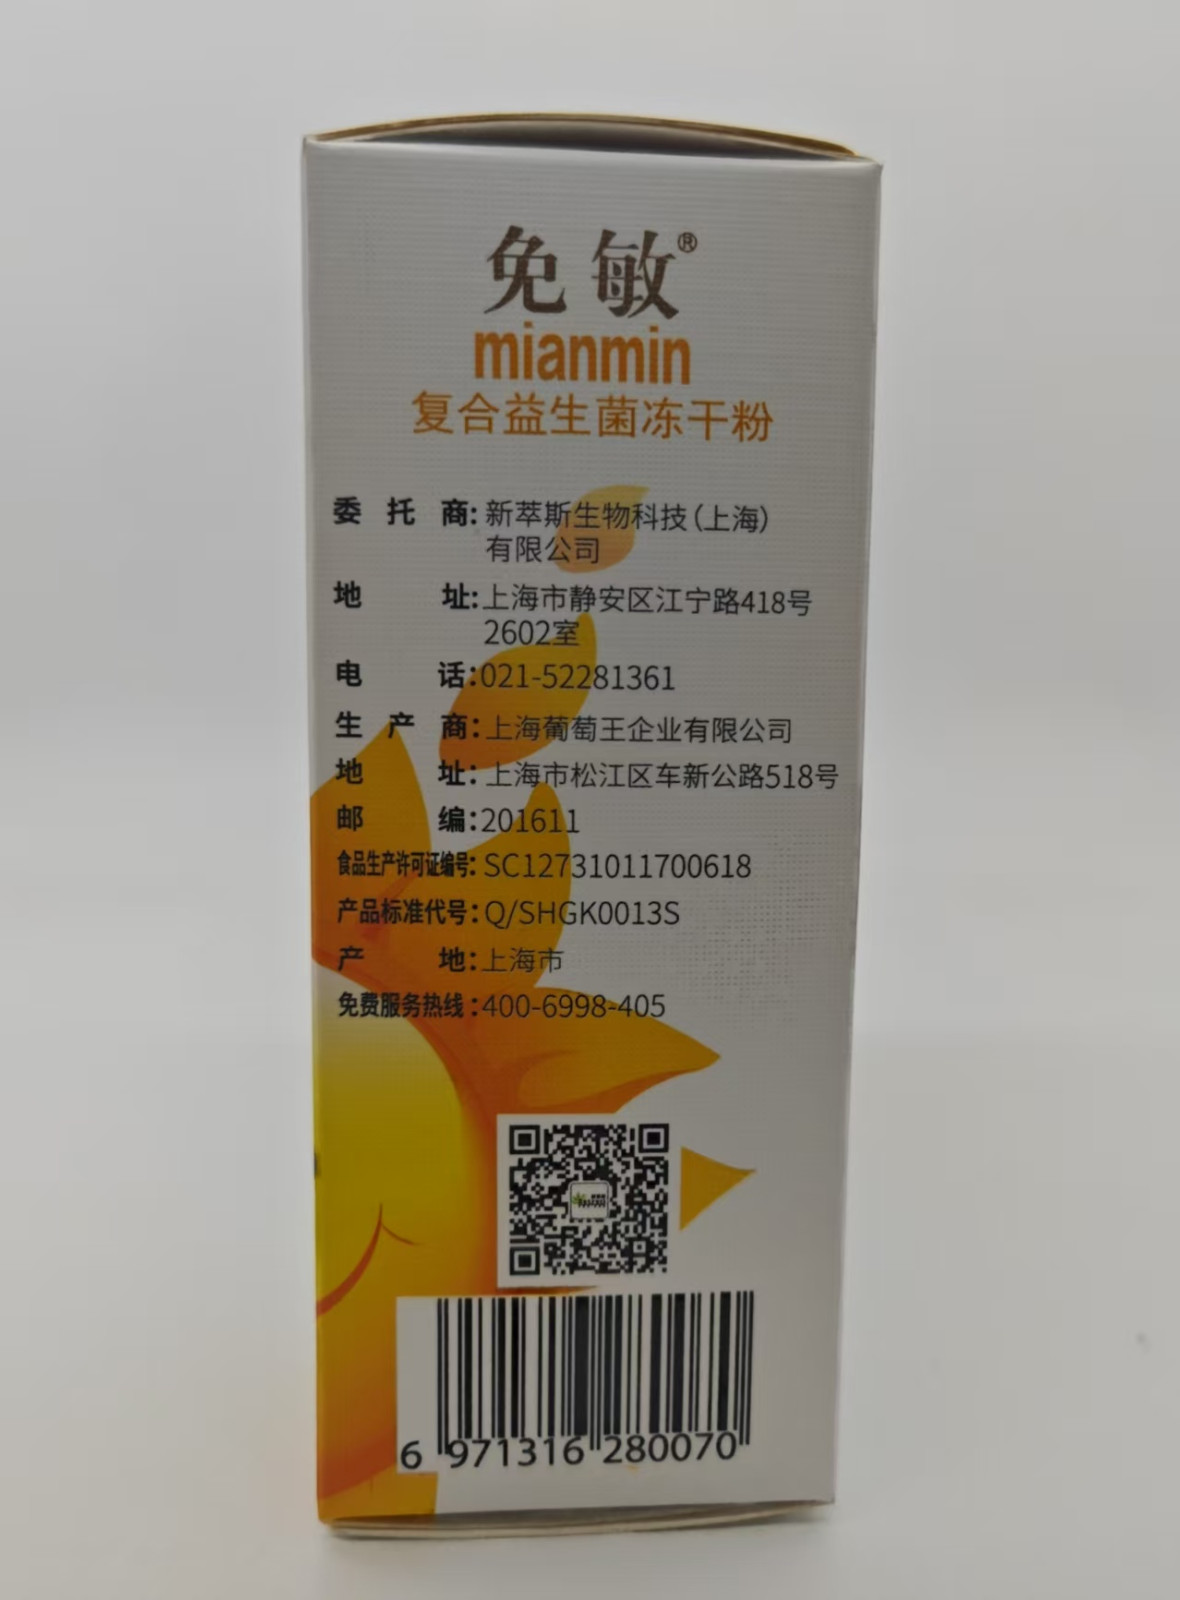 免敏®
mianmin
复合益生菌冻干粉
委托商:新萃斯生物科技(上海)
有限公司
地址:上海市静安区江宁路418号
2602室
电话:021-52281361
生产商:上海葡萄王企业有限公司
地址:上海市松江区车新公路518号
邮编:201611
食品生产许可证编号:SC12731011700618
产品标准代号:Q/SHGK0013S
产地:上海市
免费服务热线:400-6998-405
6 971316 280070